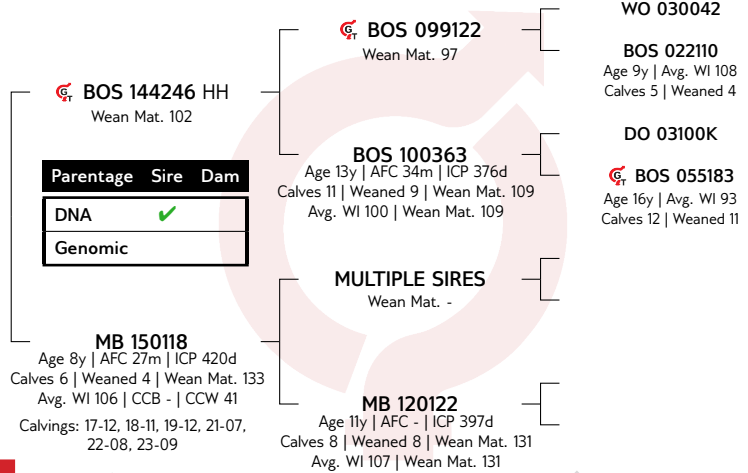 GT BOS 144246 HH
Wean Mat. 102
Parentage Sire Dam
DNA ✔
Genomic
MB 150118
Age 8y | AFC 27m | ICP 420d
Calves 6 | Weaned 4 | Wean Mat. 133
Avg. WI 106 | CCB - | CCW 41
Calvings: 17-12, 18-11, 19-12, 21-07,
22-08, 23-09
GT BOS 099122
Wean Mat. 97
BOS 100363
Age 13y | AFC 34m | ICP 376d
Calves 11 | Weaned 9 | Wean Mat. 109
Avg. WI 100 | Wean Mat. 109
MULTIPLE SIRES
Wean Mat. -
MB 120122
Age 11y | AFC - | ICP 397d
Calves 8 | Weaned 8 | Wean Mat. 131
Avg. WI 107 | Wean Mat. 131
WO 030042
BOS 022110
Age 9y | Avg. WI 108
Calves 5 | Weaned 4
DO 03100K
GT BOS 055183
Age 16y | Avg. WI 93
Calves 12 | Weaned 11